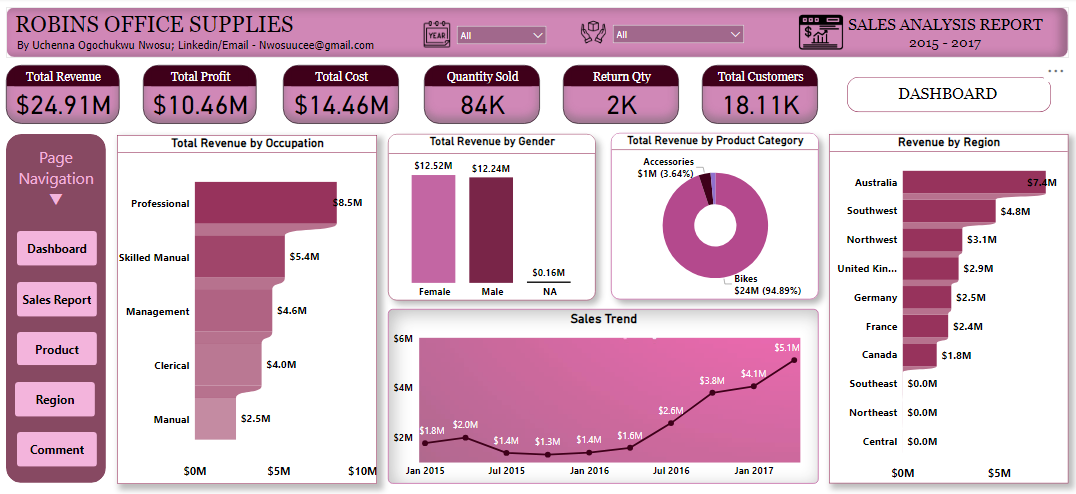 ROBINS OFFICE SUPPLIES
By Uchenna Ogochukwu Nwosu; Linkedin/Email - Nwosuucee@gmail.com
YEAR
All
All
SALES ANALYSIS REPORT
2015 - 2017
Total Revenue
$24.91M
Total Profit
$10.46M
Total Cost
$14.46M
Quantity Sold
84K
Return Qty
2K
Total Customers
18.11K
DASHBOARD
Page
Navigation
Dashboard
Sales Report
Product
Region
Comment
Total Revenue by Occupation
Professional
$8.5M
Skilled Manual
$5.4M
Management
$4.6M
Clerical
$4.0M
Manual
$2.5M
$0M
$5M
$10M
Total Revenue by Gender
$12.52M
$12.24M
$0.16M
Female
Male
NA
Total Revenue by Product Category
Accessories
$1M (3.64%)
Bikes
$24M (94.89%)
Sales Trend
$6M
$4M
$2M
$1.8M
$2.0M
$1.4M
$1.3M
$1.4M
$1.6M
$2.6M
$3.8M
$4.1M
$5.1M
Jan 2015
Jul 2015
Jan 2016
Jul 2016
Jan 2017
Revenue by Region
Australia
$7.4M
Southwest
$4.8M
Northwest
$3.1M
United Kin...
$2.9M
Germany
$2.5M
France
$2.4M
Canada
$1.8M
Southeast
$0.0M
Northeast
$0.0M
Central
$0.0M
$0M
$5M